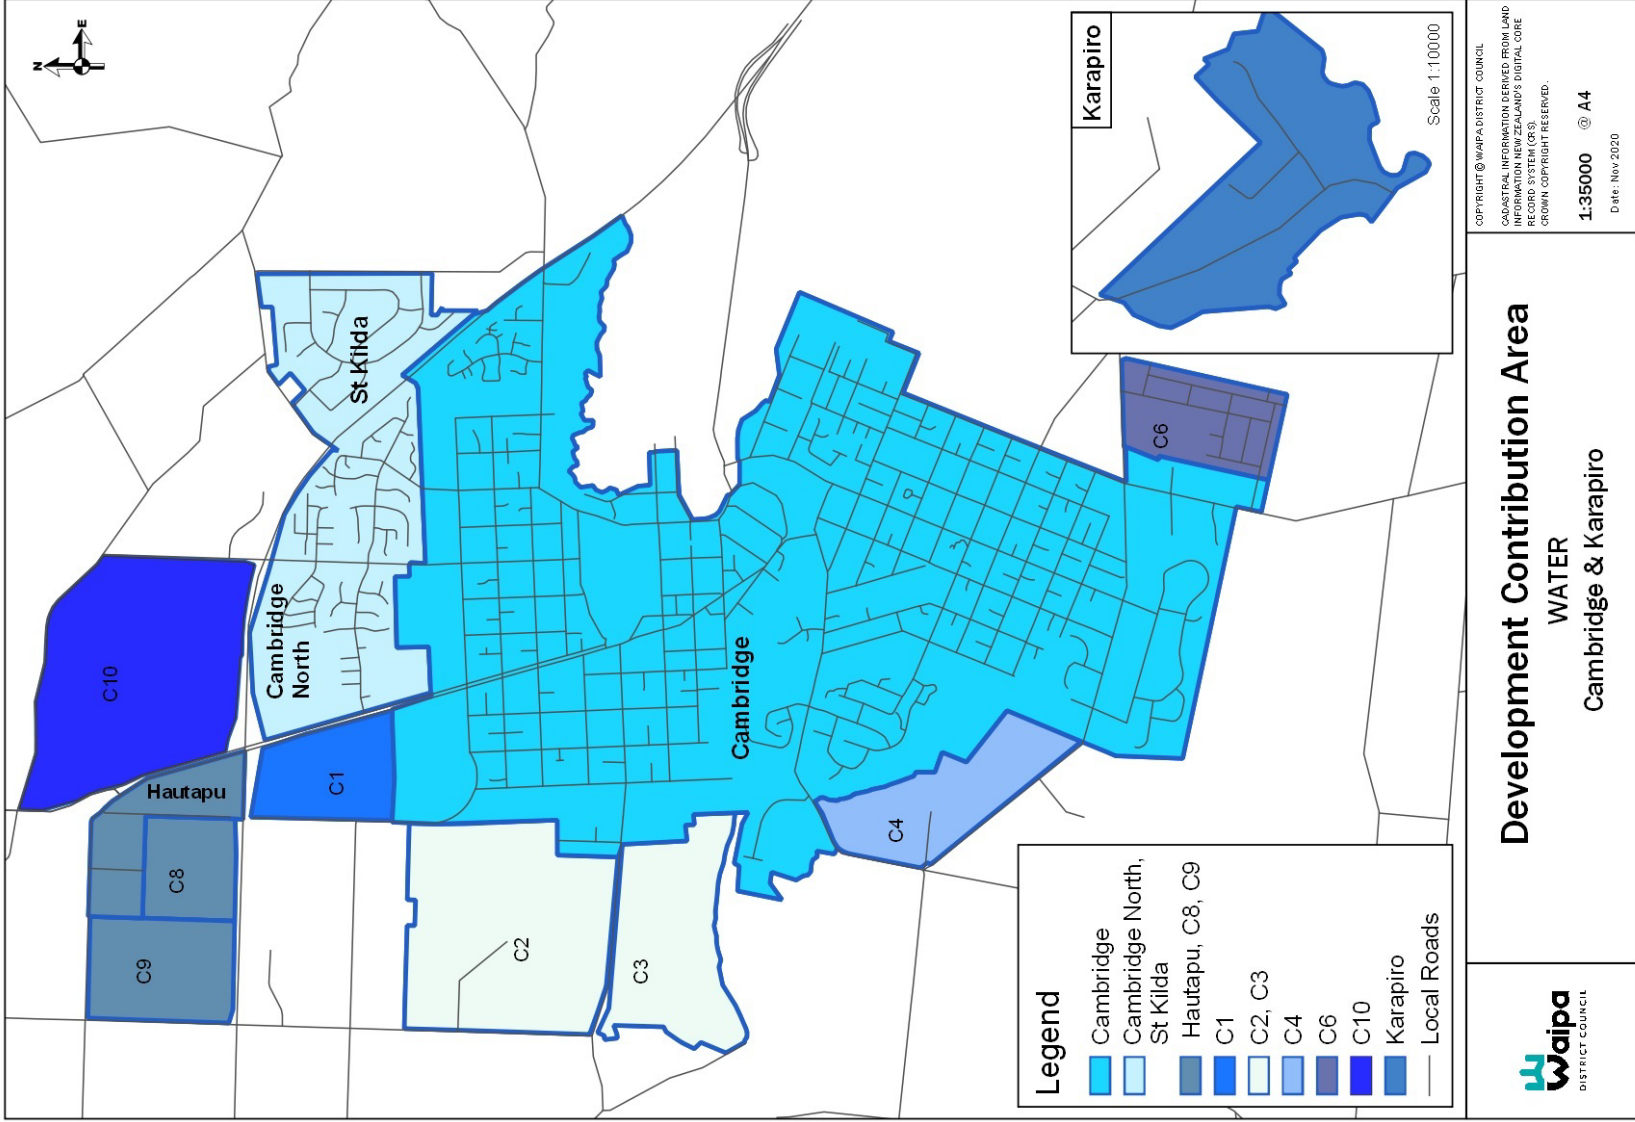 N
E
C10
Hautapu
C8
C9
C1
Cambridge
North
St Kilda
C2
C3
Cambridge
C4
C6
Karapiro
Scale 1:10000
Legend
Cambridge
Cambridge North,
St Kilda
Hautapu, C8, C9
C1
C2, C3
C4
C6
C10
Karapiro
Local Roads
Waipa
DISTRICT COUNCIL
Development Contribution Area
WATER
Cambridge & Karapiro
COPYRIGHT © WAIPA DISTRICT COUNCIL
CADASTRAL INFORMATION DERIVED FROM LAND
INFORMATION NEW ZEALAND'S DIGITAL CORE
RECORD SYSTEM (CRS).
CROWN COPYRIGHT RESERVED.
1:35000 @ A4
Date: Nov 2020